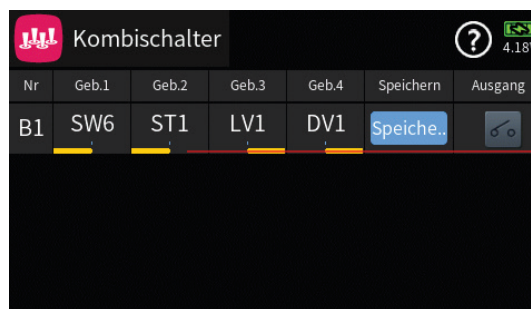 Kombischalter ? 4.18
Nr Geb.1 Geb.2 Geb.3 Geb.4 Speichern Ausgang
B1 SW6 ST1 LV1 DV1 Speiche..